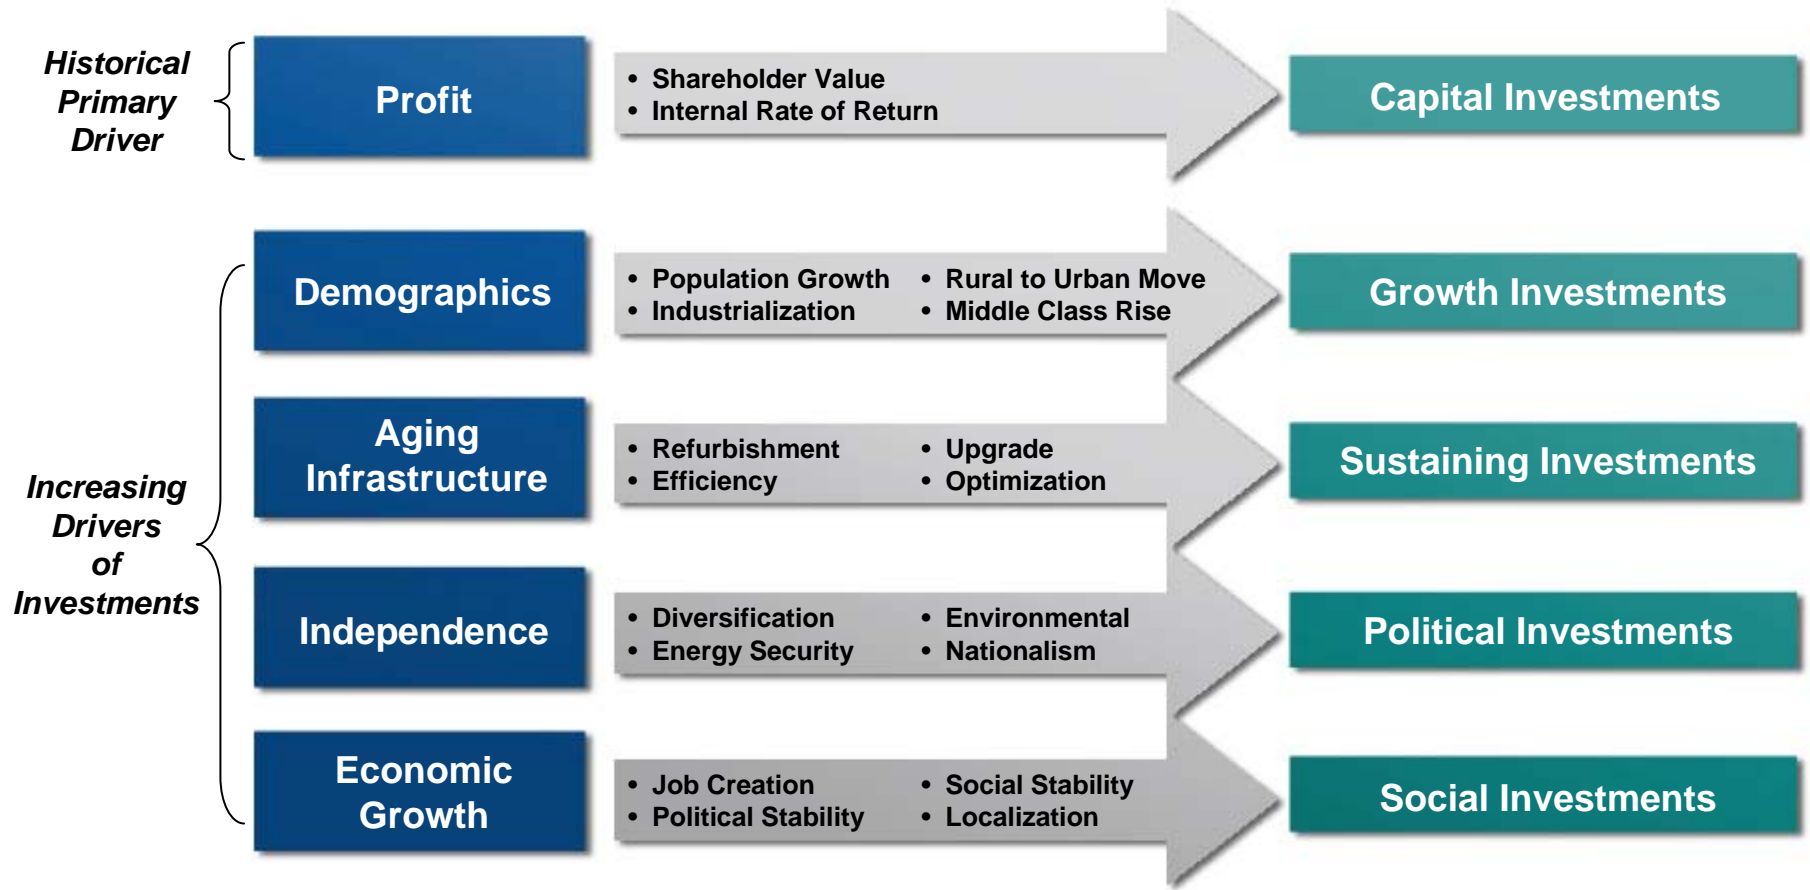 Historical
Primary
Driver
Profit
• Shareholder Value
• Internal Rate of Return
Capital Investments
Increasing
Drivers
of
Investments
Demographics
• Population Growth • Rural to Urban Move
• Industrialization • Middle Class Rise
Growth Investments
Aging
Infrastructure
• Refurbishment • Upgrade
• Efficiency • Optimization
Sustaining Investments
Independence
• Diversification • Environmental
• Energy Security • Nationalism
Political Investments
Economic
Growth
• Job Creation • Social Stability
• Political Stability • Localization
Social Investments